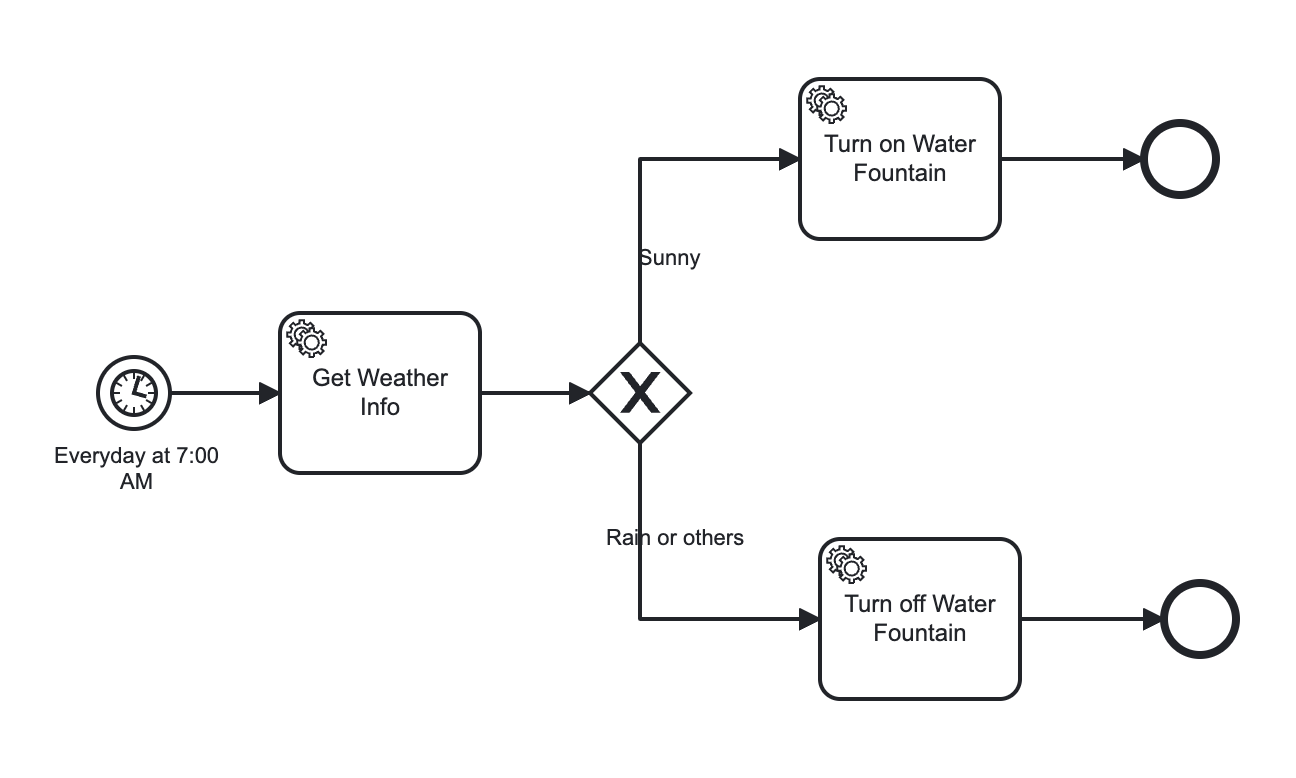 Turn on Water
Fountain
Sunny
Get Weather
Info
X
Everyday at 7:00
AM
Rain or others
Turn off Water
Fountain